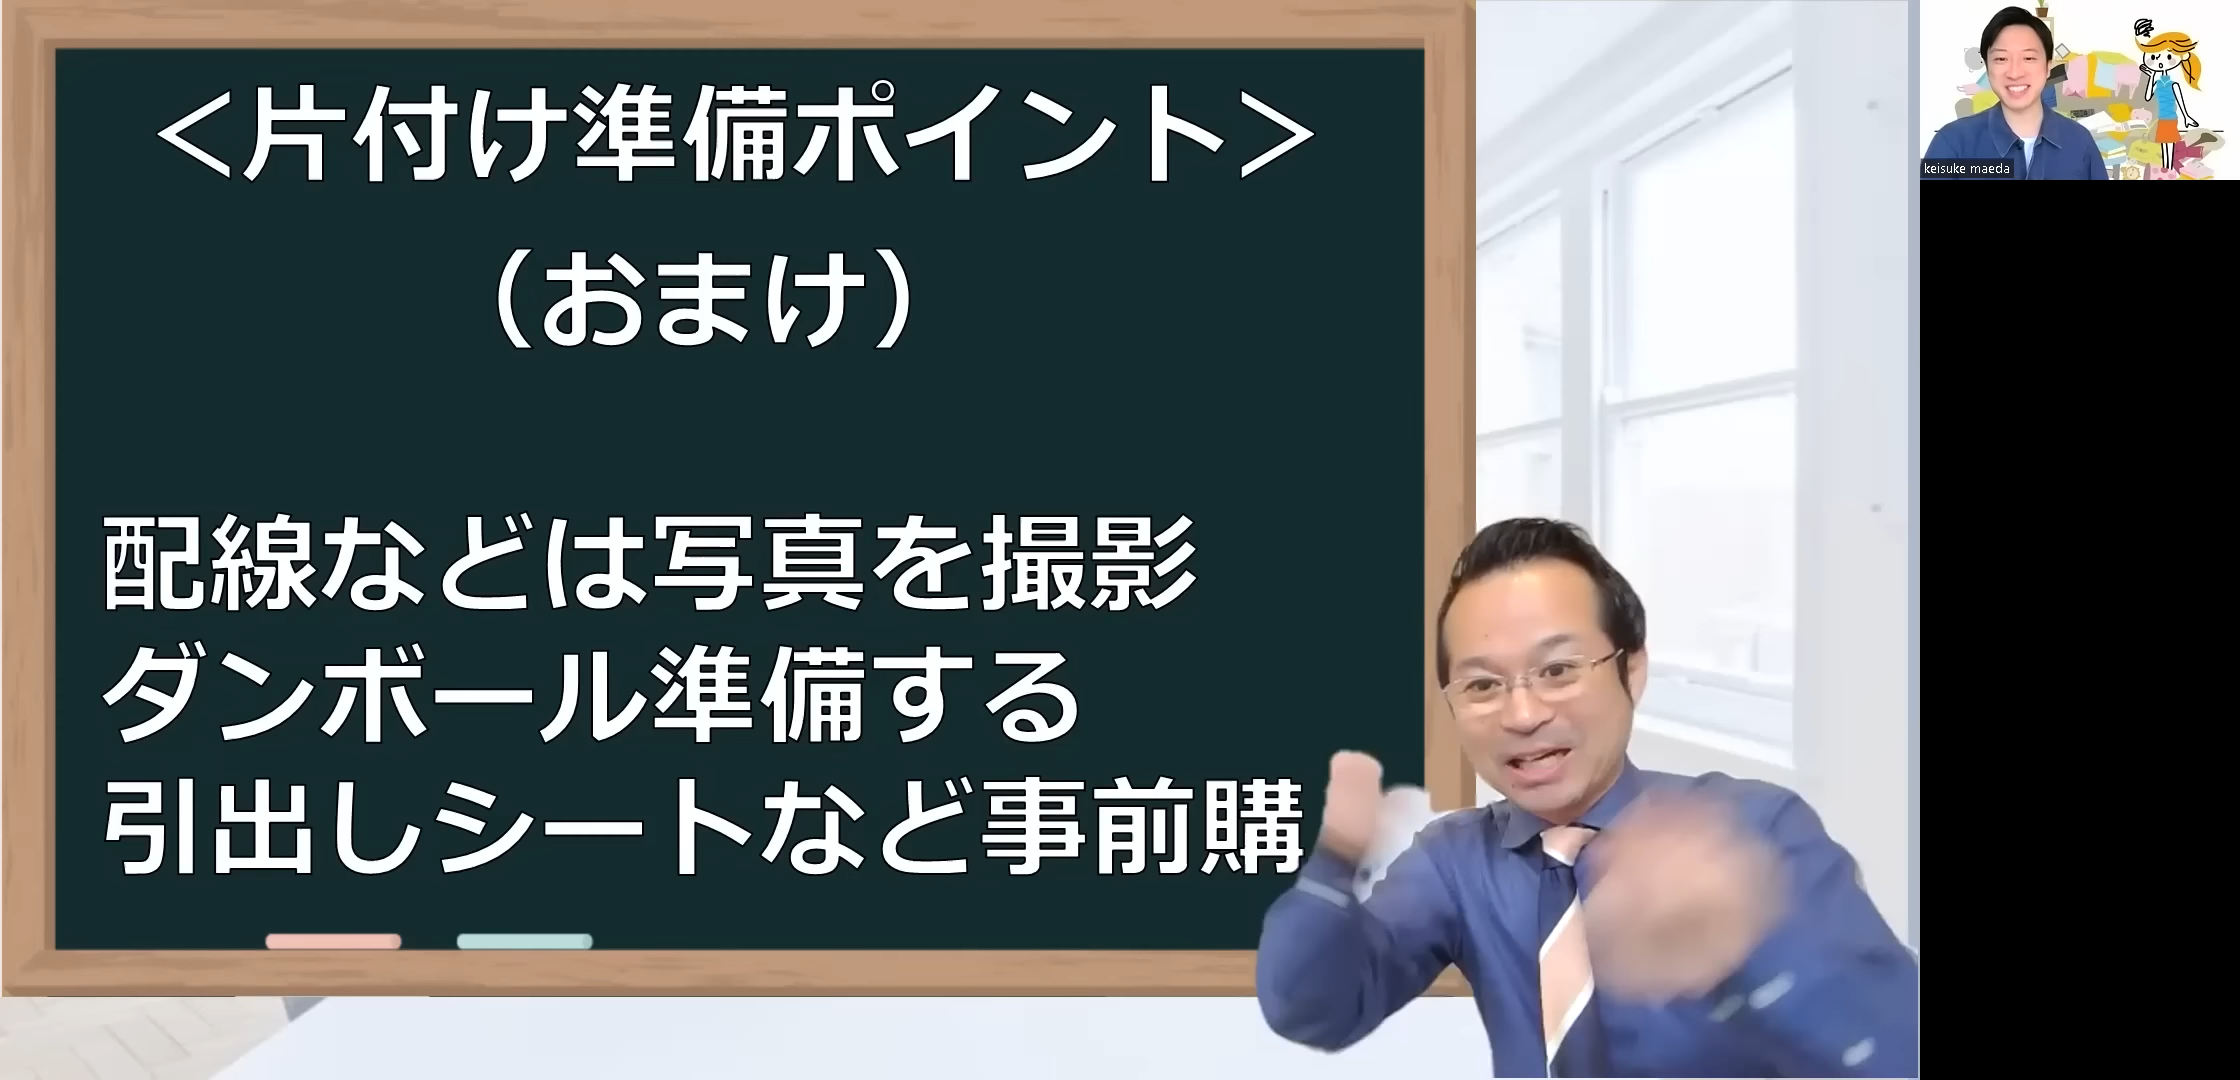 ＜片付け準備ポイント＞
（おまけ）
配線などは写真を撮影
ダンボール準備する
引出しシートなど事前購
keisuke maeda